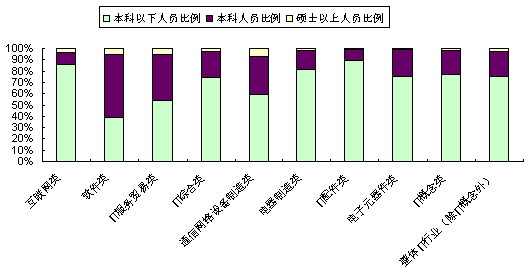 本科以下人员比例 本科人员比例 硕士以上人员比例
100%
90%
80%
70%
60%
50%
40%
30%
20%
10%
0%
互联网类
软件类
IT服务贸易类
IT综合类
通信网络设备制造类
电器制造类
IT配件类
电子元器件类
IT概念类
整体IT行业（除IT概念外）